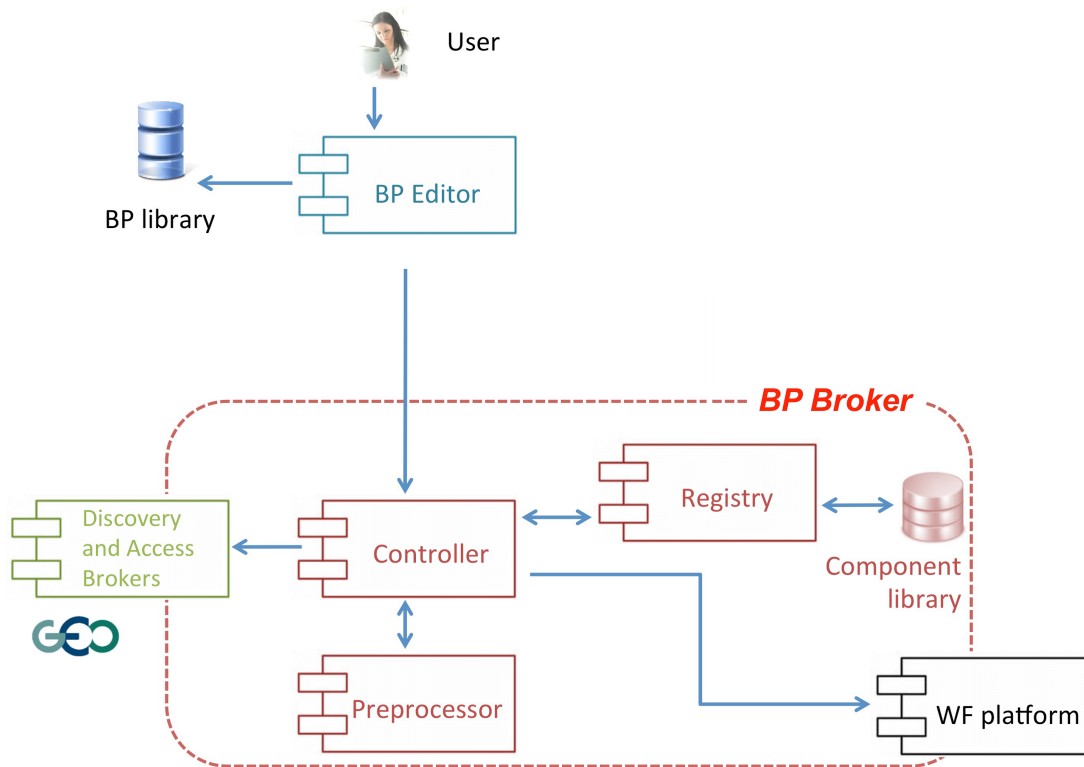 User
BP library
BP Editor
BP Broker
Registry
Discovery
and Access
Brokers
Controller
Component
library
GEO
Preprocessor
WF platform